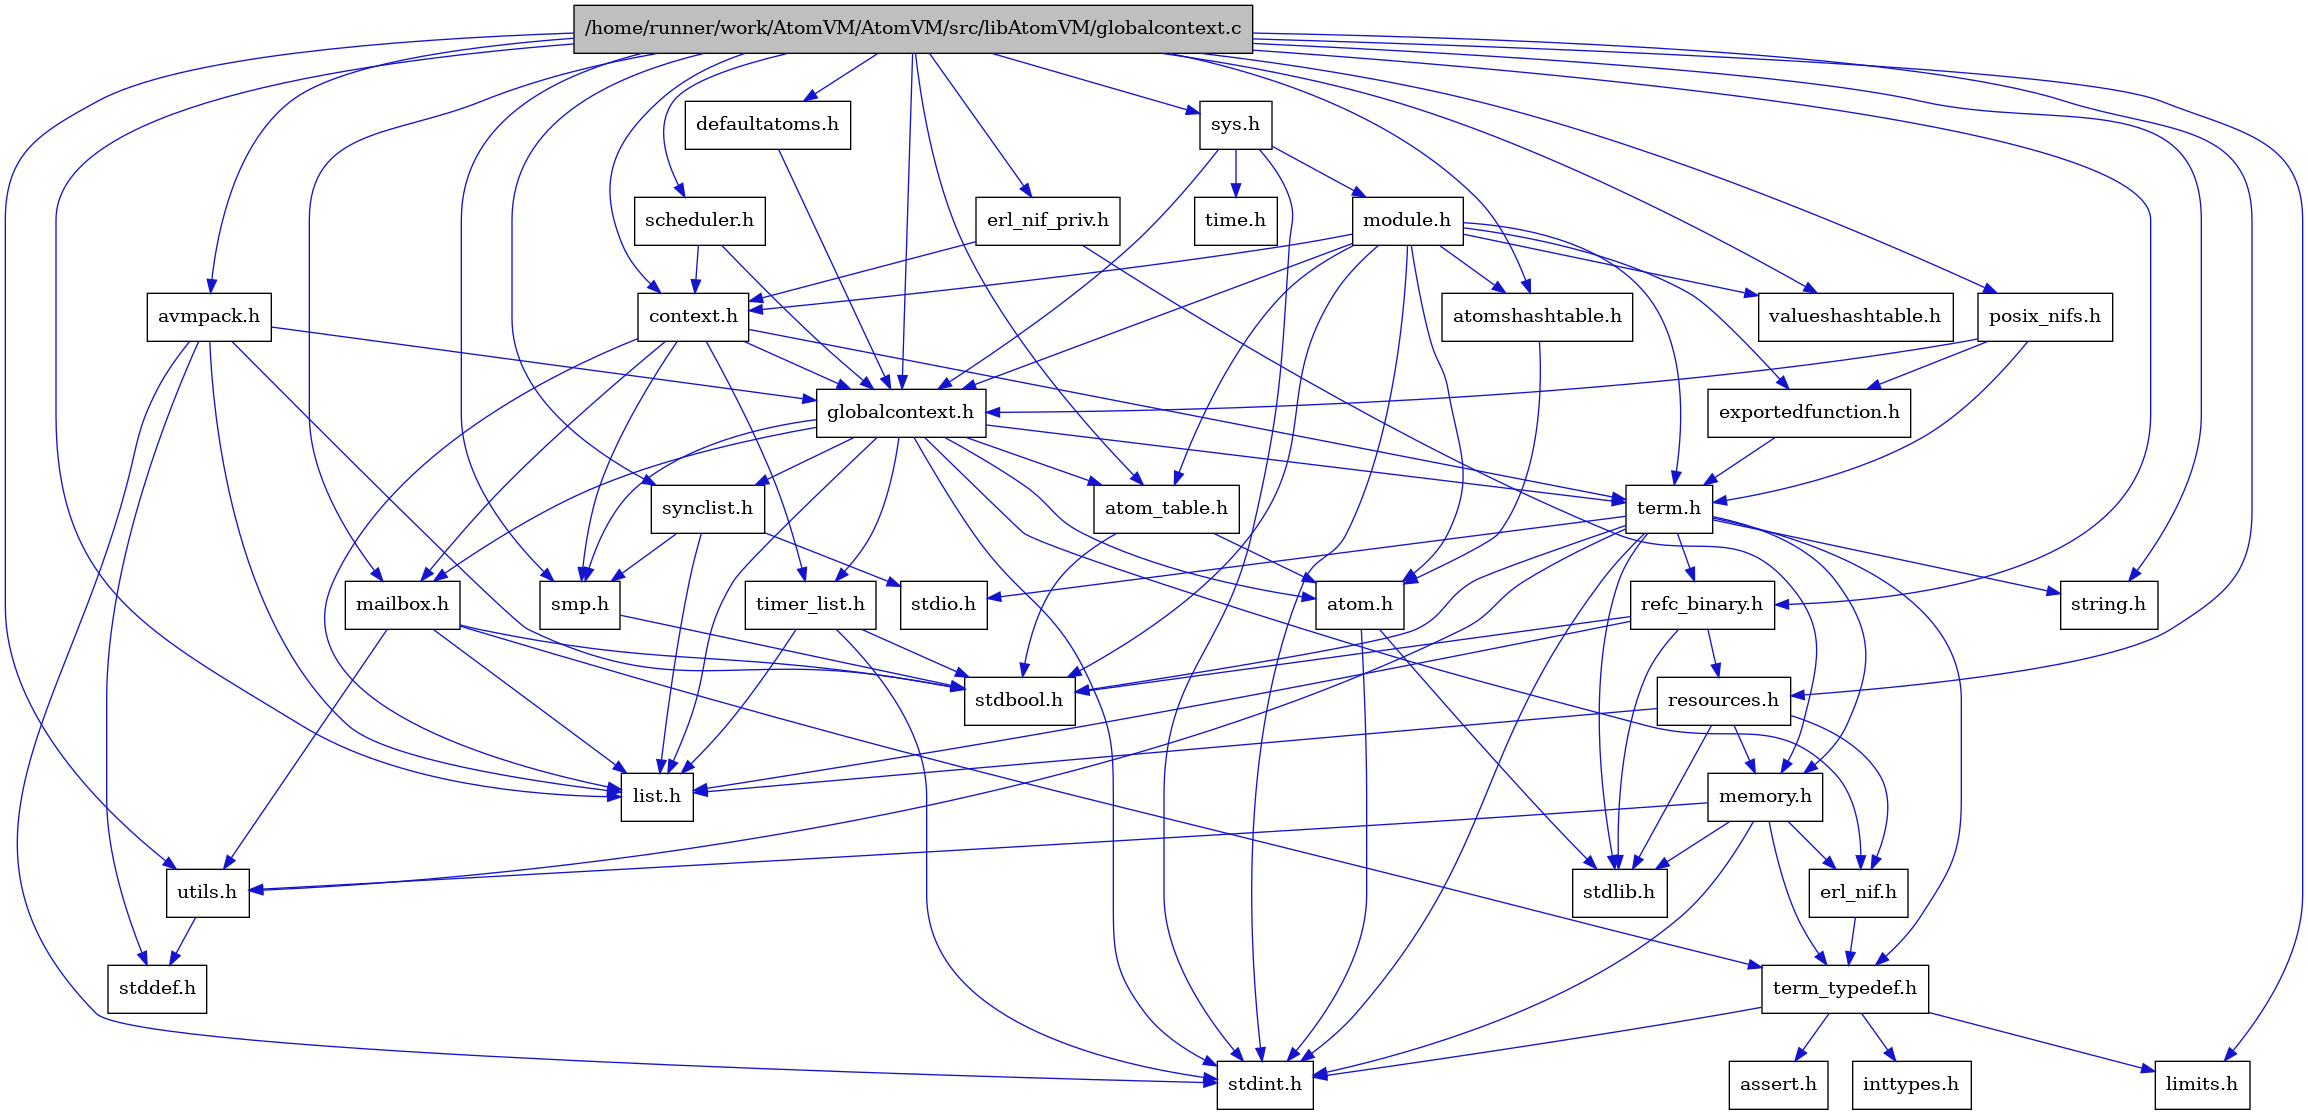 /home/runner/work/AtomVM/AtomVM/src/libAtomVM/globalcontext.c
defaultatoms.h
sys.h
scheduler.h
erl_nif_priv.h
time.h
module.h
avmpack.h
context.h
atomshashtable.h
valueshashtable.h
posix_nifs.h
globalcontext.h
exportedfunction.h
synclist.h
atom_table.h
term.h
mailbox.h
smp.h
timer_list.h
stdio.h
atom.h
refc_binary.h
string.h
stdbool.h
resources.h
list.h
memory.h
utils.h
stdlib.h
erl_nif.h
stddef.h
term_typedef.h
stdint.h
assert.h
inttypes.h
limits.h